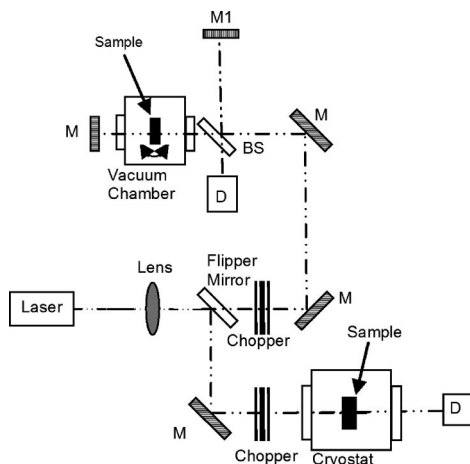 M1
Sample
M
M
BS
Vacuum
Chamber
D
Lens
Flipper
Mirror
Laser
M
Chopper
Sample
M
Chopper
Cryostat
D